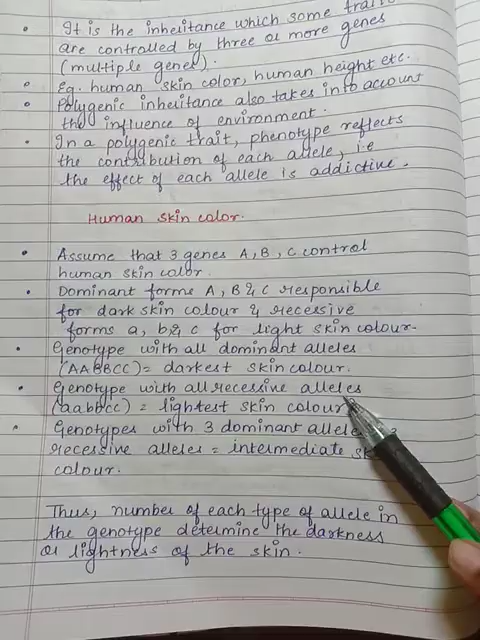 It is the inheritance which some traits
are controlled by three or more genes
(multiple genes).
Eg. human skin color, human height etc.
Polygenic inheritance also takes into account
the influence of environment.
In a polygenic trait, phenotype reflects
the contribution of each allele, i.e
the effect of each allele is addictive.
Human skin color.
Assume that 3 genes A, B, C control
human skin color.
Dominant forms A, B & C responsible
for dark skin colour & recessive
forms a, b & c for light skin colour.
Genotype with all dominant alleles
(AABBCC) = darkest skin colour.
Genotype with all recessive alleles
(aabbcc) = lightest skin colour
Genotypes with 3 dominant allele
recessive alleles = intermediate
colour.
Thus, number of each type of allele in
the genotype determine the darkness
or lightness of the skin.